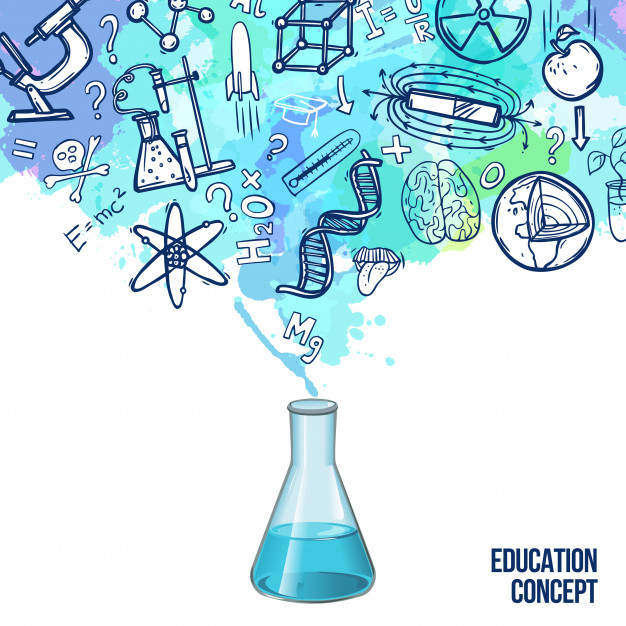 Al
I = U/R
?
=
?
+
?
E=mc²
?
H₂O
x
O
Mg
EDUCATION
CONCEPT